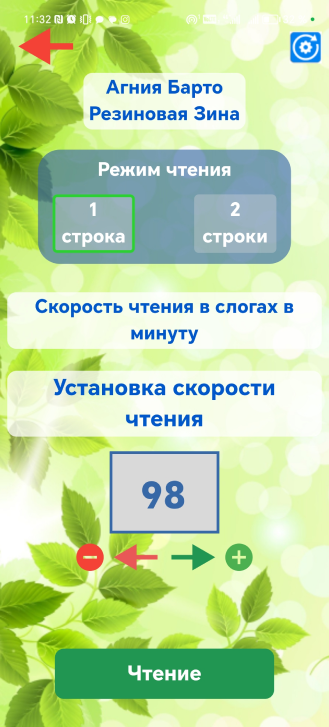 11:32
Агния Барто
Резиновая Зина
Режим чтения
1
строка
2
строки
Скорость чтения в слогах в
минуту
Установка скорости
чтения
98
Чтение